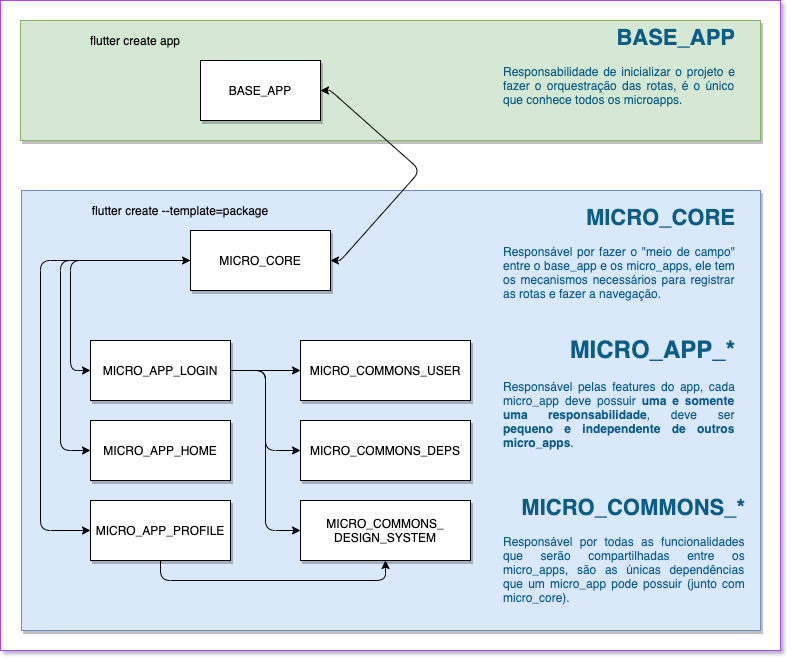 flutter create app
BASE_APP
BASE_APP
Responsabilidade de inicializar o projeto e
fazer o orquestração das rotas, é o único
que conhece todos os microapps.
flutter create --template=package
MICRO_CORE
MICRO_CORE
Responsável por fazer o "meio de campo"
entre o base_app e os micro_apps, ele tem
os mecanismos necessários para registrar
as rotas e fazer a navegação.
MICRO_APP_LOGIN
MICRO_COMMONS_USER
MICRO_APP_*
Responsável pelas features do app, cada
micro_app deve possuir uma e somente
uma responsabilidade, deve ser
pequeno e independente de outros
micro_apps.
MICRO_APP_HOME
MICRO_COMMONS_DEPS
MICRO_APP_PROFILE
MICRO_COMMONS_
DESIGN_SYSTEM
MICRO_COMMONS_*
Responsável por todas as funcionalidades
que serão compartilhadas entre os
micro_apps, são as únicas dependências
que um micro_app pode possuir (junto com
micro_core).